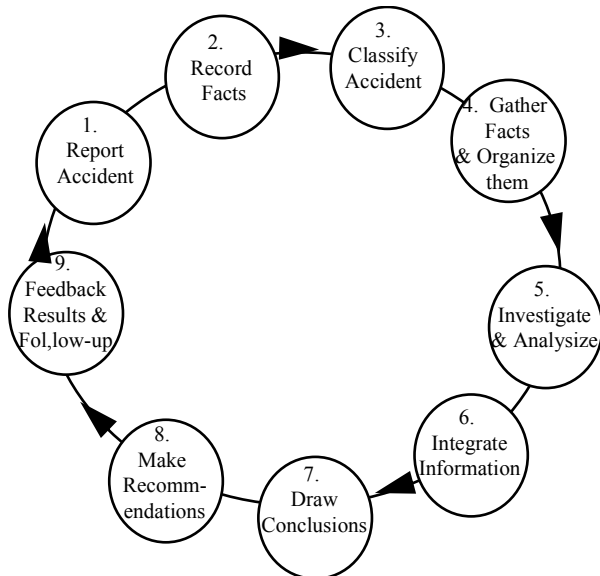 1.
Report
Accident
2.
Record
Facts
3.
Classify
Accident
4. Gather
Facts
& Organize
them
5.
Investigate
& Analysize
6.
Integrate
Information
7.
Draw
Conclusions
8.
Make
Recomm-
endations
9.
Feedback
Results &
Fol,low-up